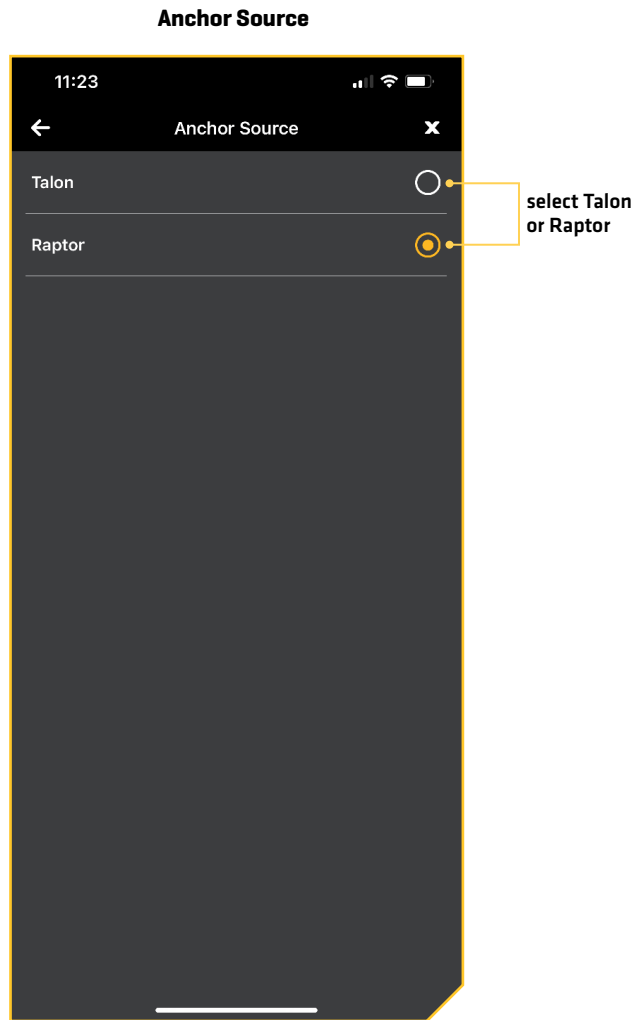 Anchor Source
11:23
Anchor Source
Talon
Raptor
select Talon
or Raptor